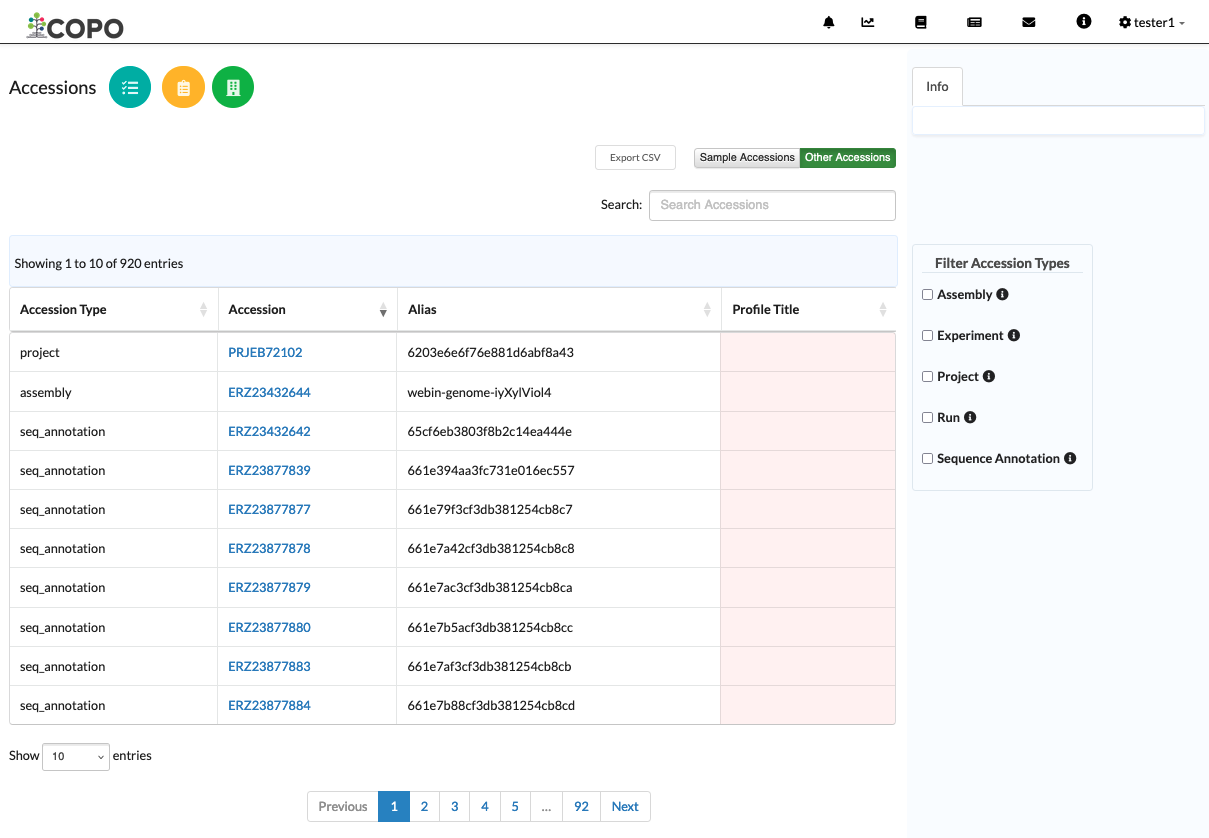 COPO
tester1
Accessions
Info
Export CSV
Sample Accessions Other Accessions
Search: Search Accessions
Showing 1 to 10 of 920 entries
Accession Type Accession Alias Profile Title
project PRJEB72102 6203e6e6f76e881d6abf8a43
assembly ERZ23432644 webin-genome-iyXylViol4
seq_annotation ERZ23432642 65cf6eb3803f8b2c14ea444e
seq_annotation ERZ23877839 661e394aa3fc731e016ec557
seq_annotation ERZ23877877 661e79f3cf3db381254cb8c7
seq_annotation ERZ23877878 661e7a42cf3db381254cb8c8
seq_annotation ERZ23877879 661e7ac3cf3db381254cb8ca
seq_annotation ERZ23877880 661e7b5acf3db381254cb8cc
seq_annotation ERZ23877883 661e7af3cf3db381254cb8cb
seq_annotation ERZ23877884 661e7b88cf3db381254cb8cd
Show 10 entries
Previous 1 2 3 4 5 … 92 Next
Filter Accession Types
Assembly
Experiment
Project
Run
Sequence Annotation